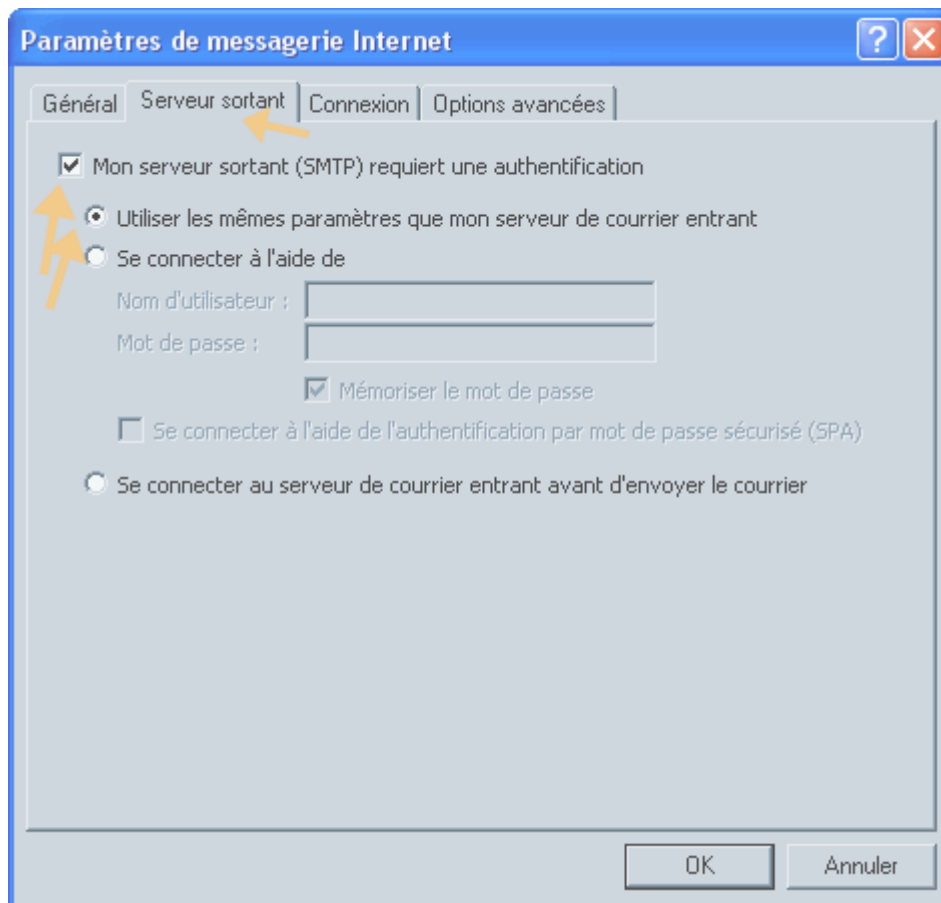 Paramètres de messagerie Internet
Général Serveur sortant Connexion Options avancées
Mon serveur sortant (SMTP) requiert une authentification
Utiliser les mêmes paramètres que mon serveur de courrier entrant
Se connecter à l'aide de
Nom d'utilisateur :
Mot de passe :
Mémoriser le mot de passe
Se connecter à l'aide de l'authentification par mot de passe sécurisé (SPA)
Se connecter au serveur de courrier entrant avant d'envoyer le courrier
OK Annuler